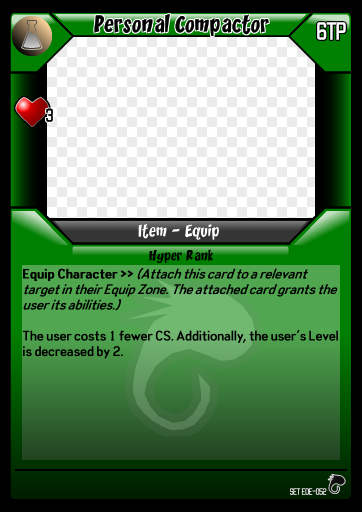 Personal Compactor
6TP
3
Item - Equip
Hyper Rank
Equip Character >> (Attach this card to a relevant
target in their Equip Zone. The attached card grants the
user its abilities.)
The user costs 1 fewer CS. Additionally, the user's Level
is decreased by 2.
SET EDE-052